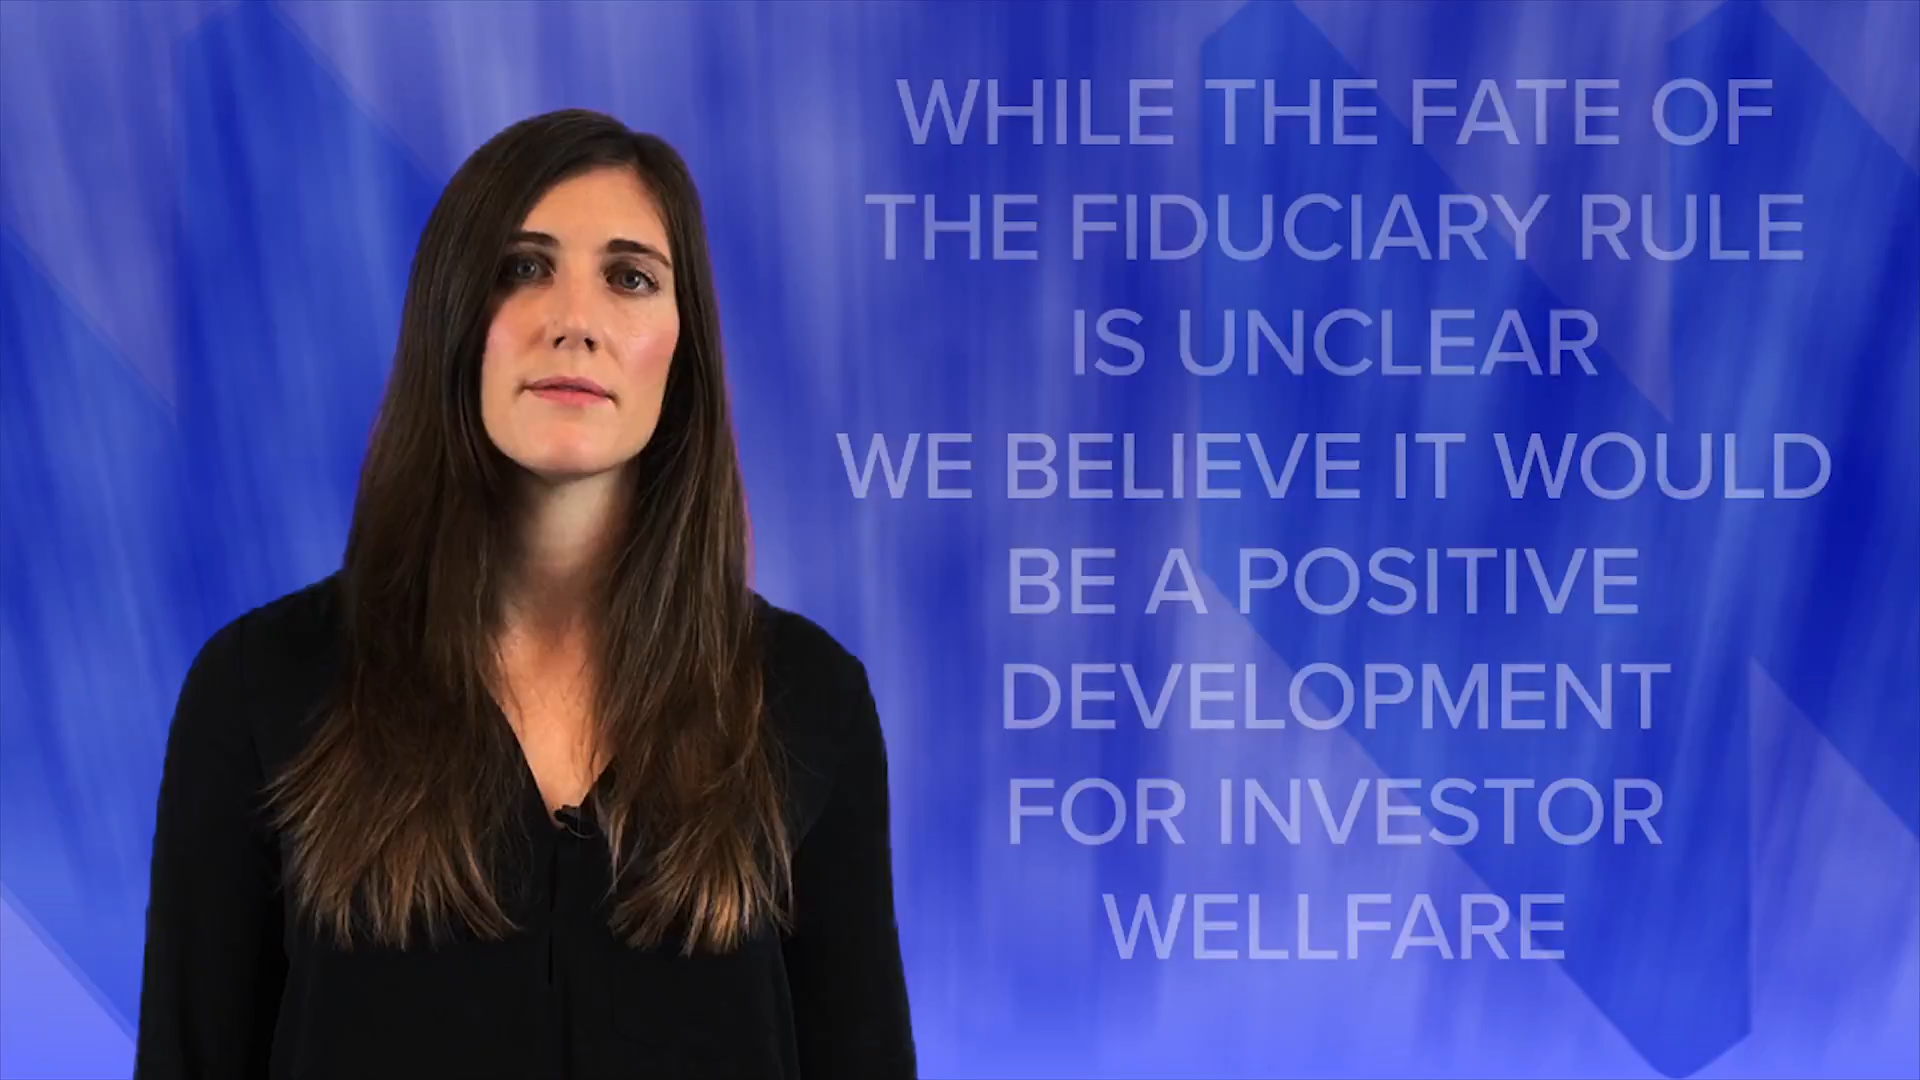 WHILE THE FATE OF
THE FIDUCIARY RULE
IS UNCLEAR
WE BELIEVE IT WOULD
BE A POSITIVE
DEVELOPMENT
FOR INVESTOR
WELLFARE